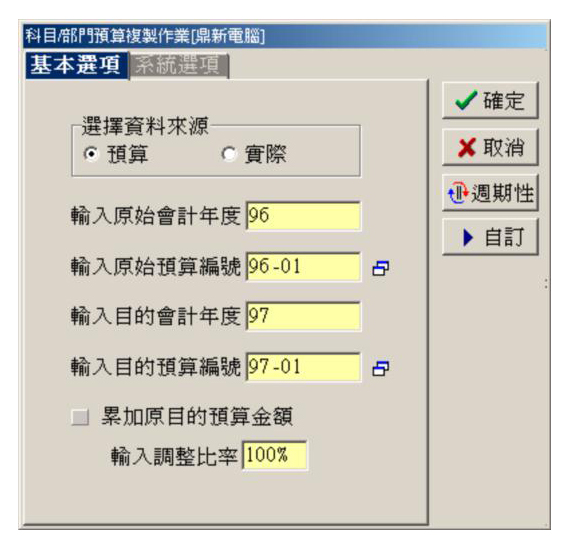 科目/部門預算複製作業[鼎新電腦]
基本選項 系統選項
選擇資料來源
預算 實際
輸入原始會計年度 96
輸入原始預算編號 96-01
輸入目的會計年度 97
輸入目的預算編號 97-01
累加原目的預算金額
輸入調整比率 100%
確定
取消
週期性
自訂